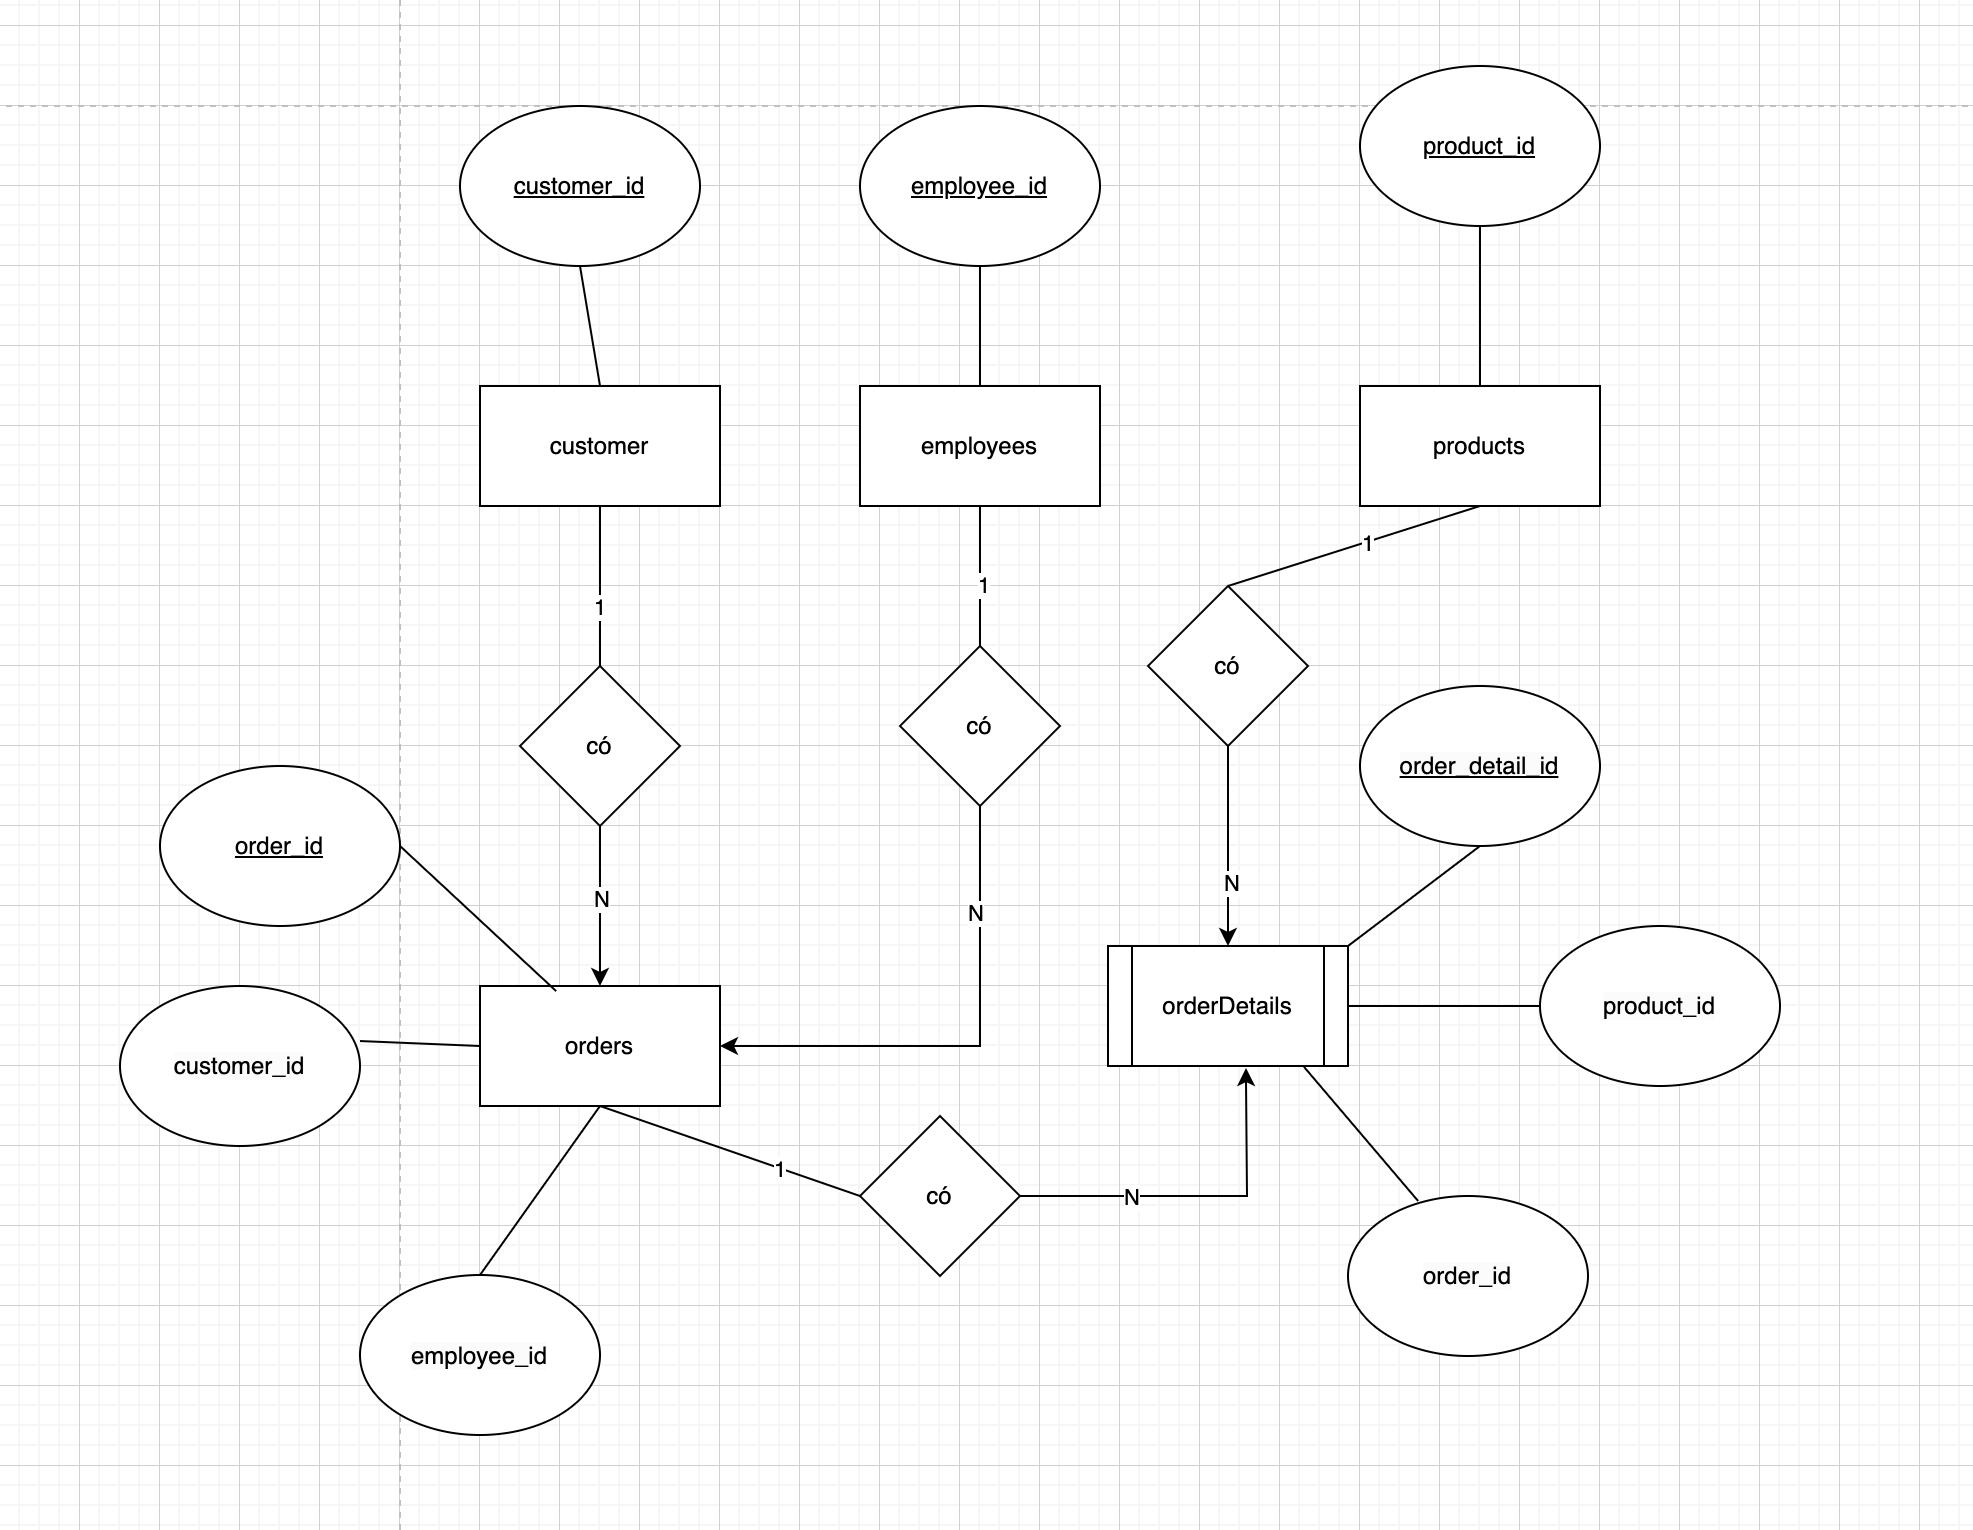 product_id
customer_id
employee_id
customer
employees
products
1
1
1
có
có
có
order_detail_id
order_id
N
N
N
customer_id
orders
orderDetails
product_id
1
có
N
employee_id
order_id